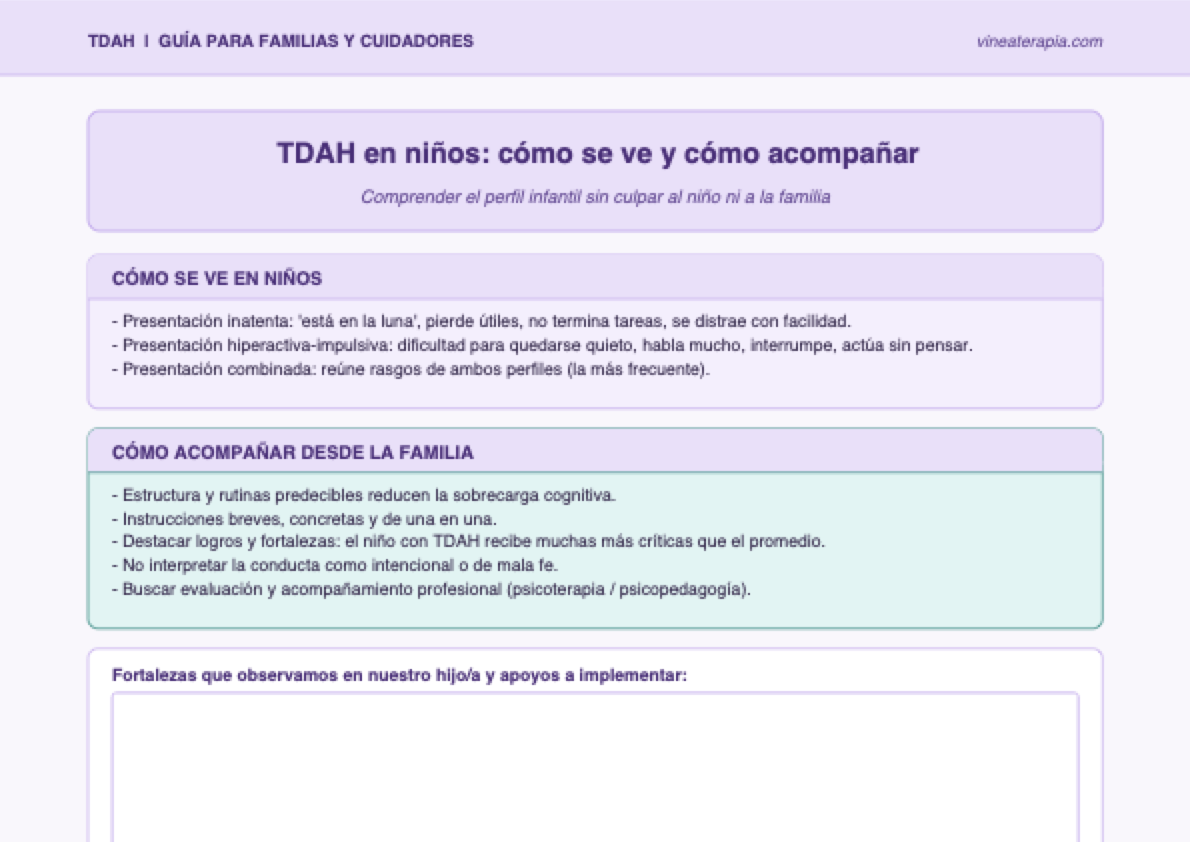 TDAH | GUÍA PARA FAMILIAS Y CUIDADORES
vineaterapia.com
TDAH en niños: cómo se ve y cómo acompañar
Comprender el perfil infantil sin culpar al niño ni a la familia
CÓMO SE VE EN NIÑOS
- Presentación inatenta: 'está en la luna', pierde útiles, no termina tareas, se distrae con facilidad.
- Presentación hiperactiva-impulsiva: dificultad para quedarse quieto, habla mucho, interrumpe, actúa sin pensar.
- Presentación combinada: reúne rasgos de ambos perfiles (la más frecuente).
CÓMO ACOMPAÑAR DESDE LA FAMILIA
- Estructura y rutinas predecibles reducen la sobrecarga cognitiva.
- Instrucciones breves, concretas y de una en una.
- Destacar logros y fortalezas: el niño con TDAH recibe muchas más críticas que el promedio.
- No interpretar la conducta como intencional o de mala fe.
- Buscar evaluación y acompañamiento profesional (psicoterapia / psicopedagogía).
Fortalezas que observamos en nuestro hijo/a y apoyos a implementar: